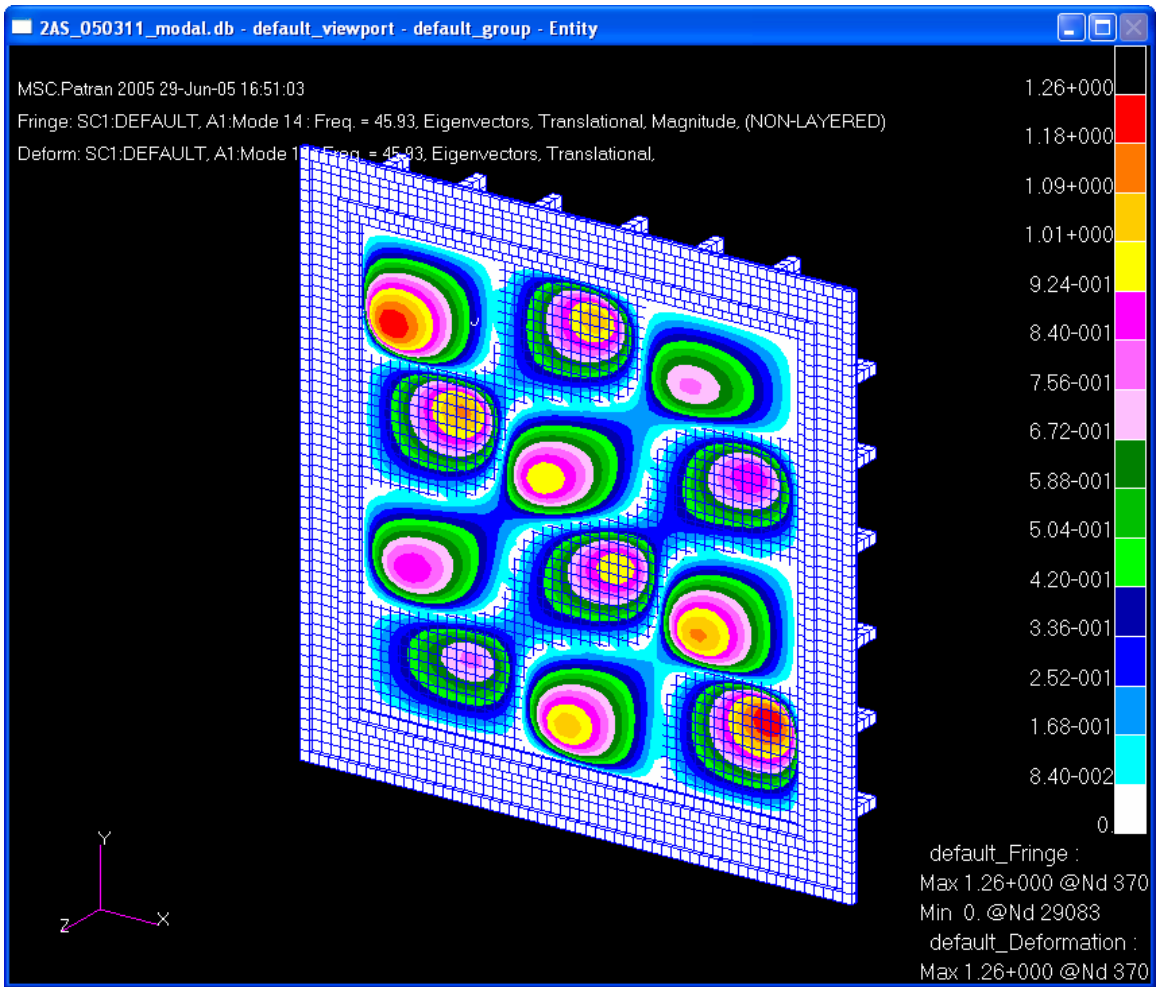 2AS_050311_modal.db - default_viewport - default_group - Entity
MSC.Patran 2005 29-Jun-05 16:51:03
Fringe: SC1:DEFAULT, A1:Mode 14 : Freq. = 45.93, Eigenvectors, Translational, Magnitude, (NON-LAYERED)
Deform: SC1:DEFAULT, A1:Mode 1 Freq. = 45.93, Eigenvectors, Translational,
1.26+000
1.18+000
1.09+000
1.01+000
9.24-001
8.40-001
7.56-001
6.72-001
5.88-001
5.04-001
4.20-001
3.36-001
2.52-001
1.68-001
8.40-002
0.
default_Fringe :
Max 1.26+000 @Nd 370
Min 0. @Nd 29083
default_Deformation :
Max 1.26+000 @Nd 370
Y
Z
X